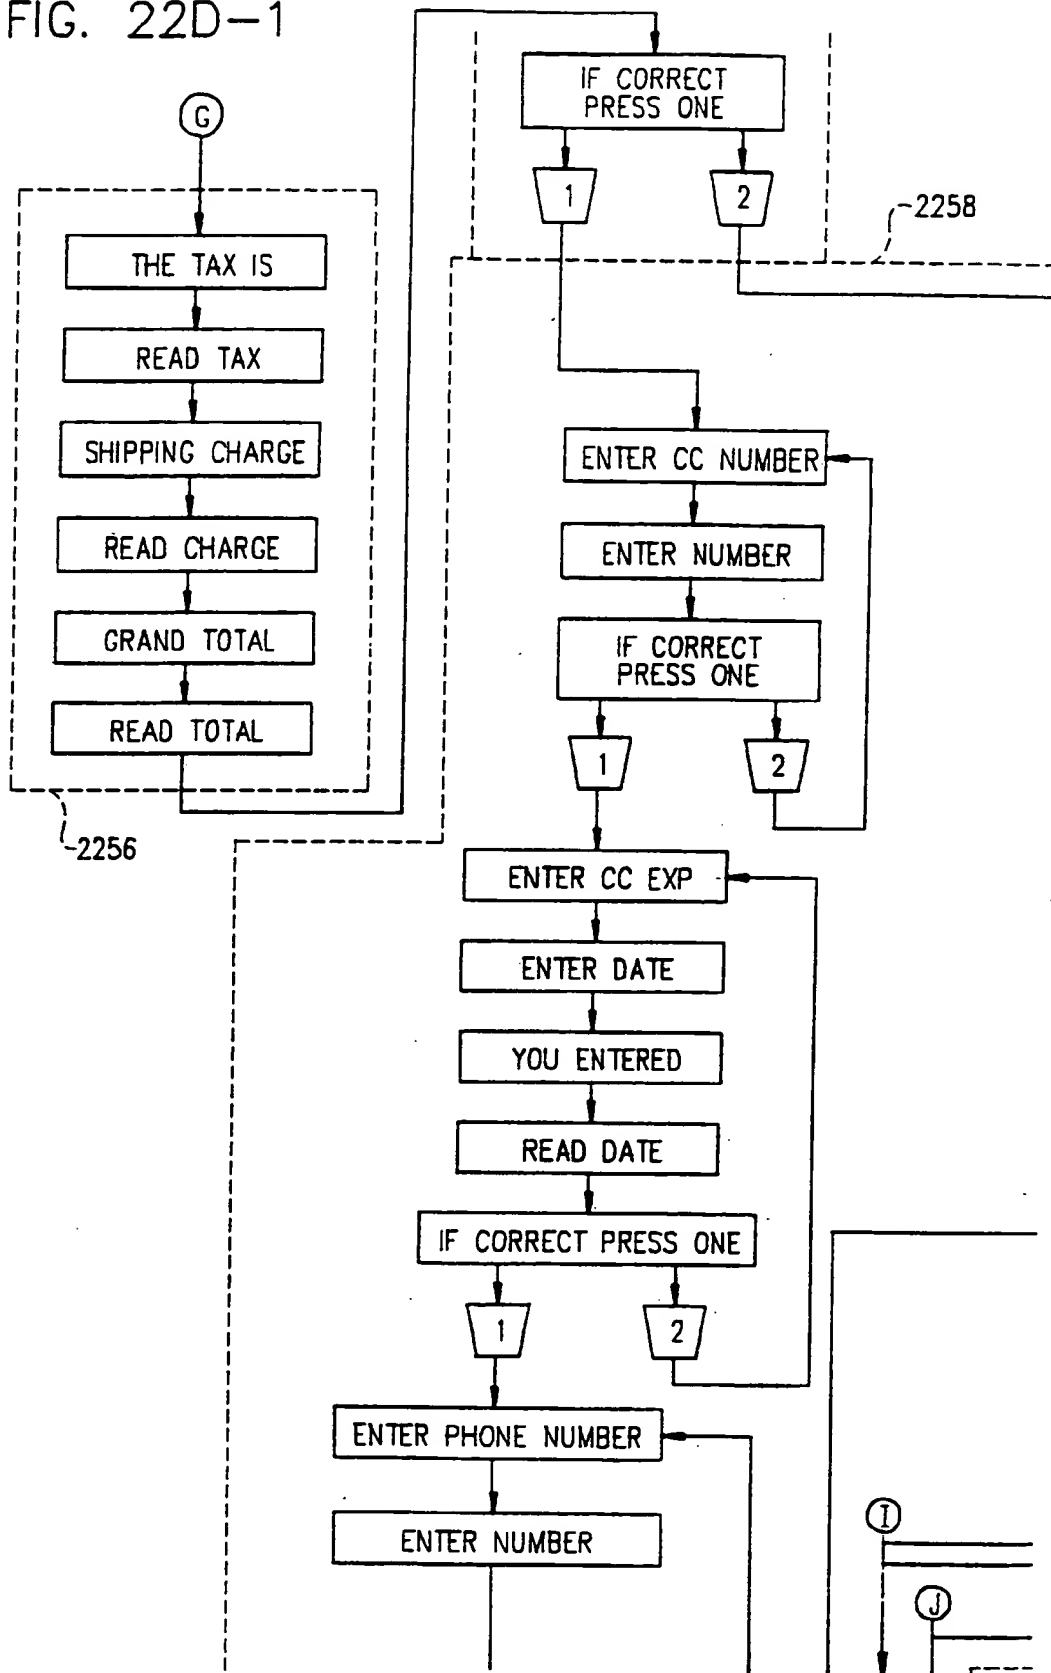 FIG. 22D-1
G
THE TAX IS
READ TAX
SHIPPING CHARGE
READ CHARGE
GRAND TOTAL
READ TOTAL
2256
IF CORRECT
PRESS ONE
1
2
2258
ENTER CC NUMBER
ENTER NUMBER
IF CORRECT
PRESS ONE
1
2
ENTER CC EXP
ENTER DATE
YOU ENTERED
READ DATE
IF CORRECT PRESS ONE
1
2
ENTER PHONE NUMBER
ENTER NUMBER
I
J